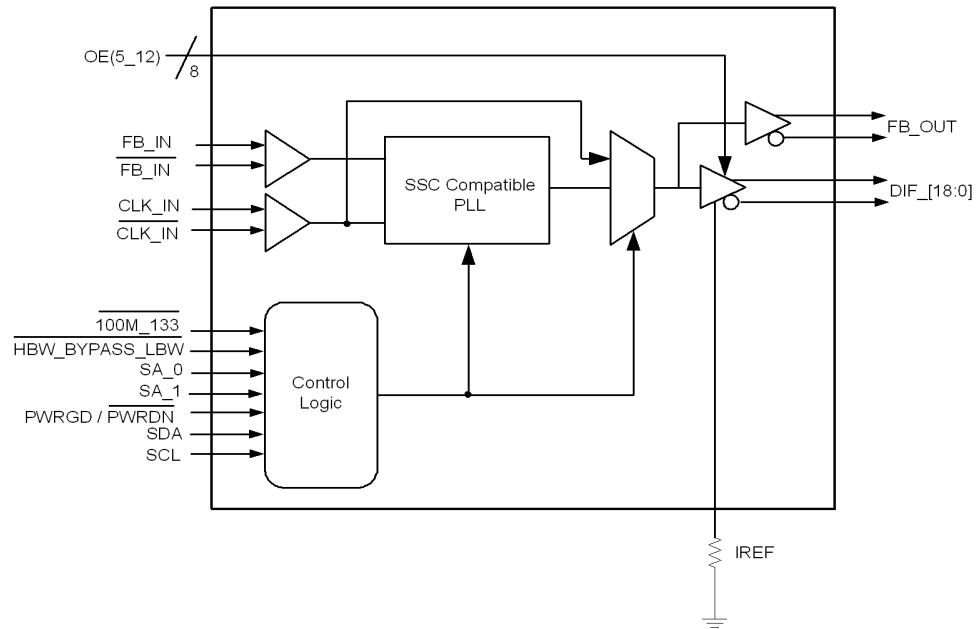 OE(5_12)
8
FB_IN
FB_IN
CLK_IN
CLK_IN
SSC Compatible
PLL
FB_OUT
DIF_[18:0]
100M_133
HBW_BYPASS_LBW
SA_0
SA_1
PWRGD / PWRDN
SDA
SCL
Control
Logic
IREF